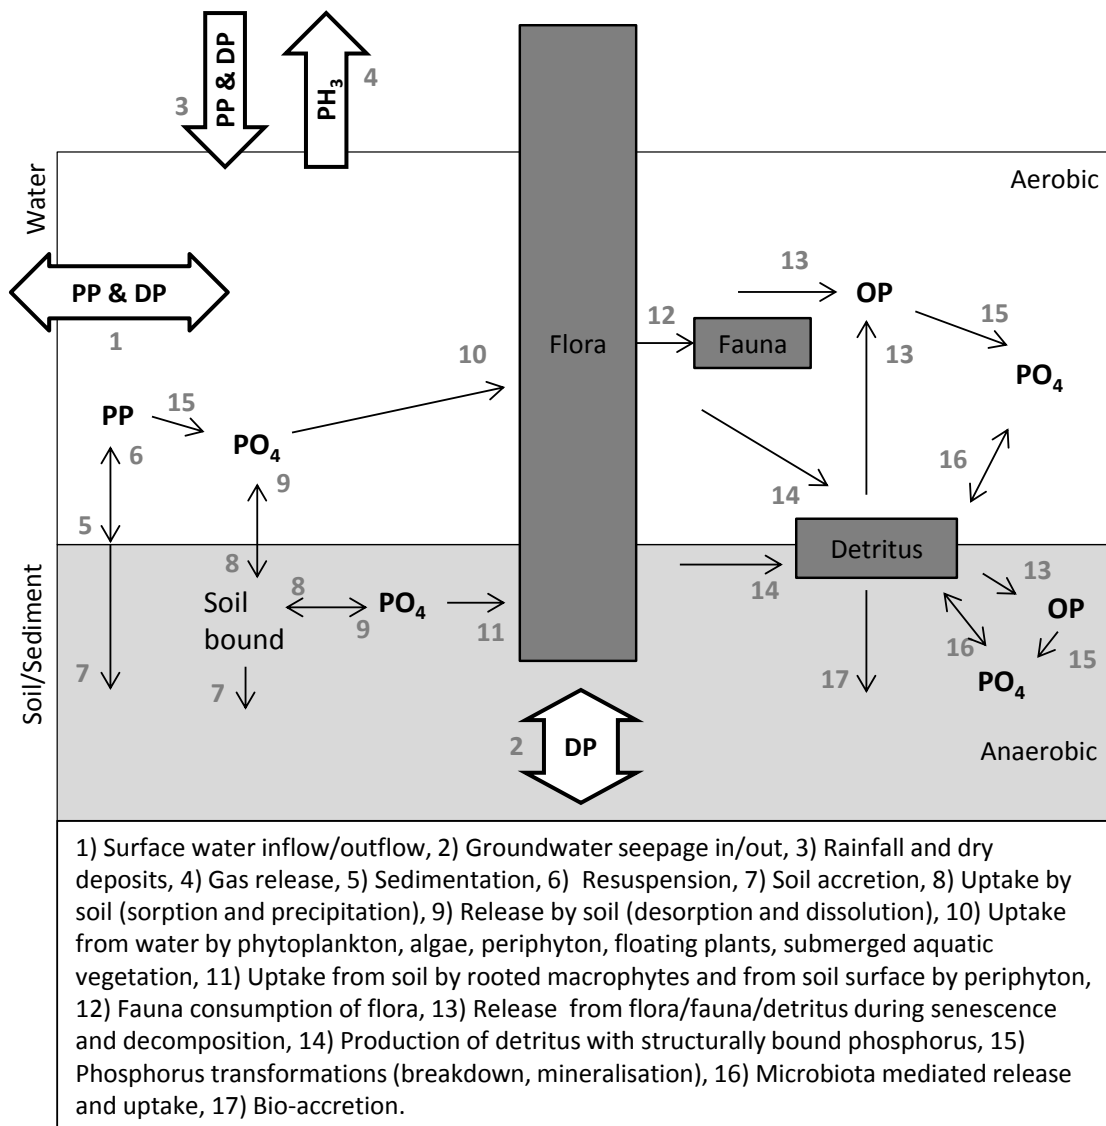 PP & DP
3
PH3
4
Water
Aerobic
PP & DP
1
13
OP
12
15
Flora
Fauna
10
13
PO4
15
PP
PO4
6
9
16
14
5
Detritus
8
8
13
14
Soil bound
PO4
OP
9
11
16
15
Soil/Sediment
7
7
17
PO4
2
DP
Anaerobic
1) Surface water inflow/outflow, 2) Groundwater seepage in/out, 3) Rainfall and dry
deposits, 4) Gas release, 5) Sedimentation, 6) Resuspension, 7) Soil accretion, 8) Uptake by
soil (sorption and precipitation), 9) Release by soil (desorption and dissolution), 10) Uptake
from water by phytoplankton, algae, periphyton, floating plants, submerged aquatic
vegetation, 11) Uptake from soil by rooted macrophytes and from soil surface by periphyton,
12) Fauna consumption of flora, 13) Release from flora/fauna/detritus during senescence
and decomposition, 14) Production of detritus with structurally bound phosphorus, 15)
Phosphorus transformations (breakdown, mineralisation), 16) Microbiota mediated release
and uptake, 17) Bio-accretion.